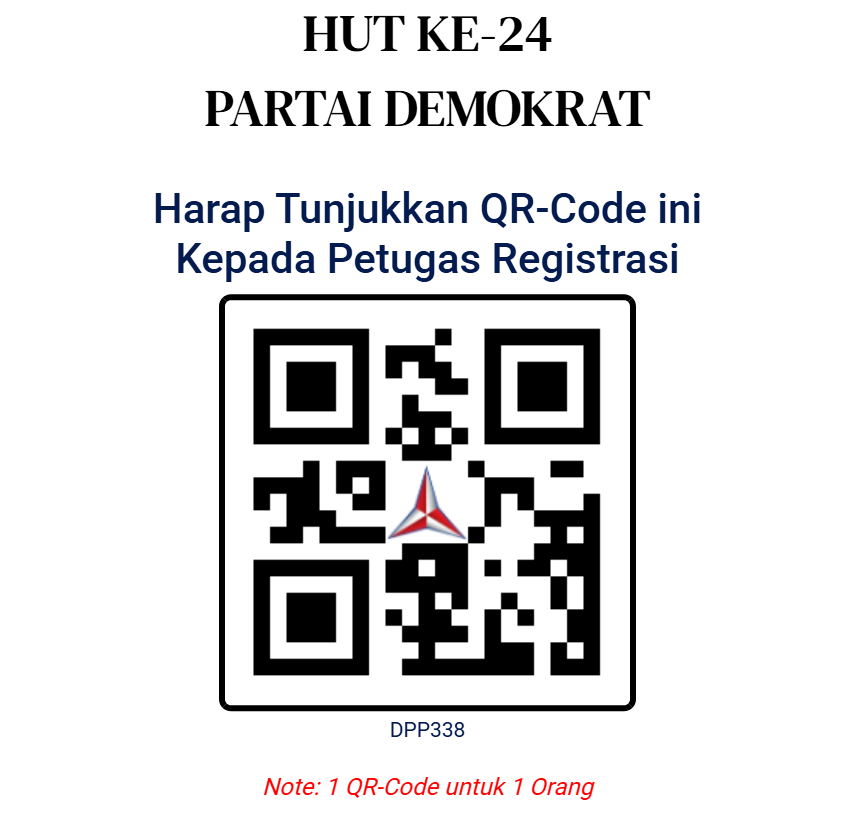 HUT KE-24
PARTAI DEMOKRAT
Harap Tunjukkan QR-Code ini
Kepada Petugas Registrasi
DPP338
Note: 1 QR-Code untuk 1 Orang